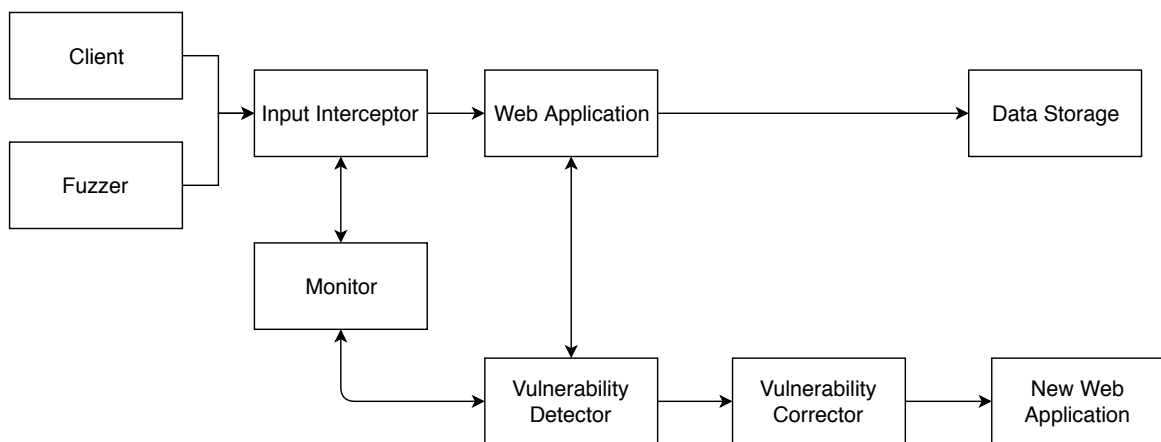 Client
Fuzzer
Input Interceptor
Web Application
Data Storage
Monitor
Vulnerability
Detector
Vulnerability
Corrector
New Web
Application